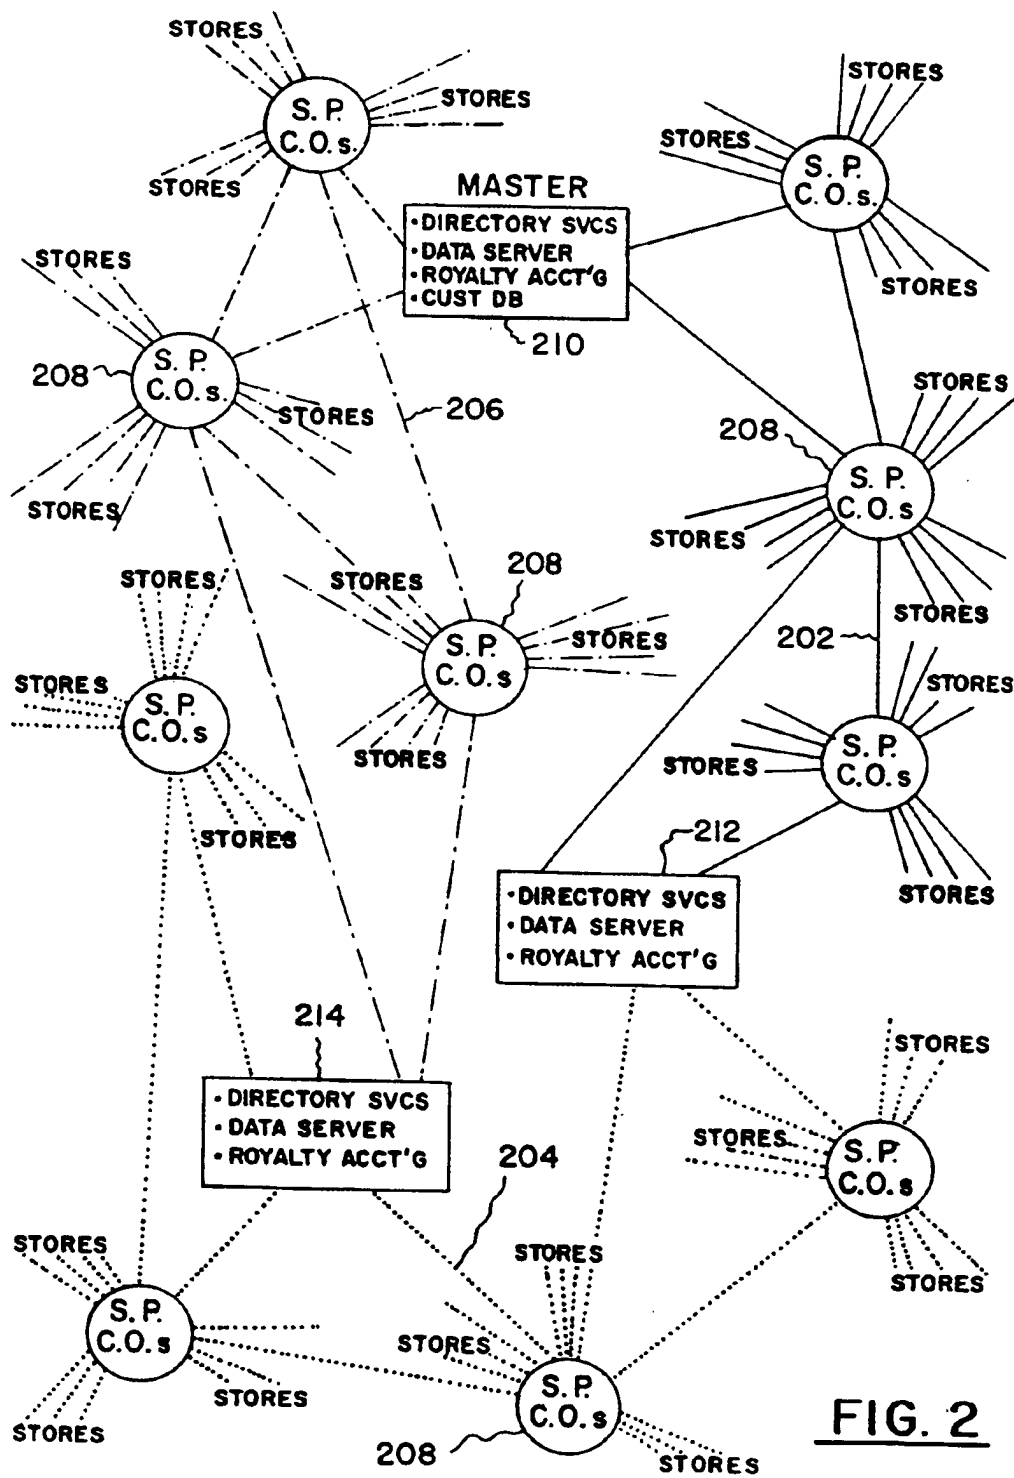 STORES
S. P.
C. O. s.
STORES
STORES
STORES
STORES
S. P.
C. O. s.
STORES
MASTER
• DIRECTORY SVCS
• DATA SERVER
• ROYALTY ACCT'G
• CUST DB
210
STORES
208
S. P.
C. O. s.
STORES
STORES
206
STORES
208
S. P.
C. O. s
STORES
STORES
202
STORES
208
S. P.
C. O. s
STORES
STORES
STORES
STORES
S. P.
C. O. s
STORES
STORES
S. P.
C. O. s
STORES
STORES
212
• DIRECTORY SVCS
• DATA SERVER
• ROYALTY ACCT'G
214
• DIRECTORY SVCS
• DATA SERVER
• ROYALTY ACCT'G
204
STORES
STORES
S. P.
C. O. s
STORES
STORES
S. P.
C. O. s
STORES
STORES
STORES
STORES
S. P.
C. O. s
208
STORES
FIG. 2